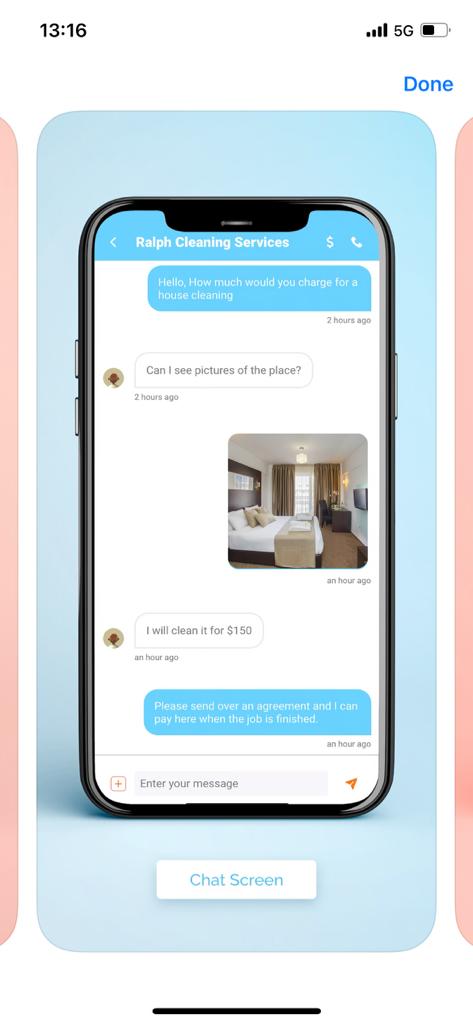 13:16
5G
Done
Ralph Cleaning Services
$
Hello, How much would you charge for a
house cleaning
2 hours ago
Can I see pictures of the place?
2 hours ago
an hour ago
I will clean it for $150
an hour ago
Please send over an agreement and I can
pay here when the job is finished.
an hour ago
Enter your message
Chat Screen